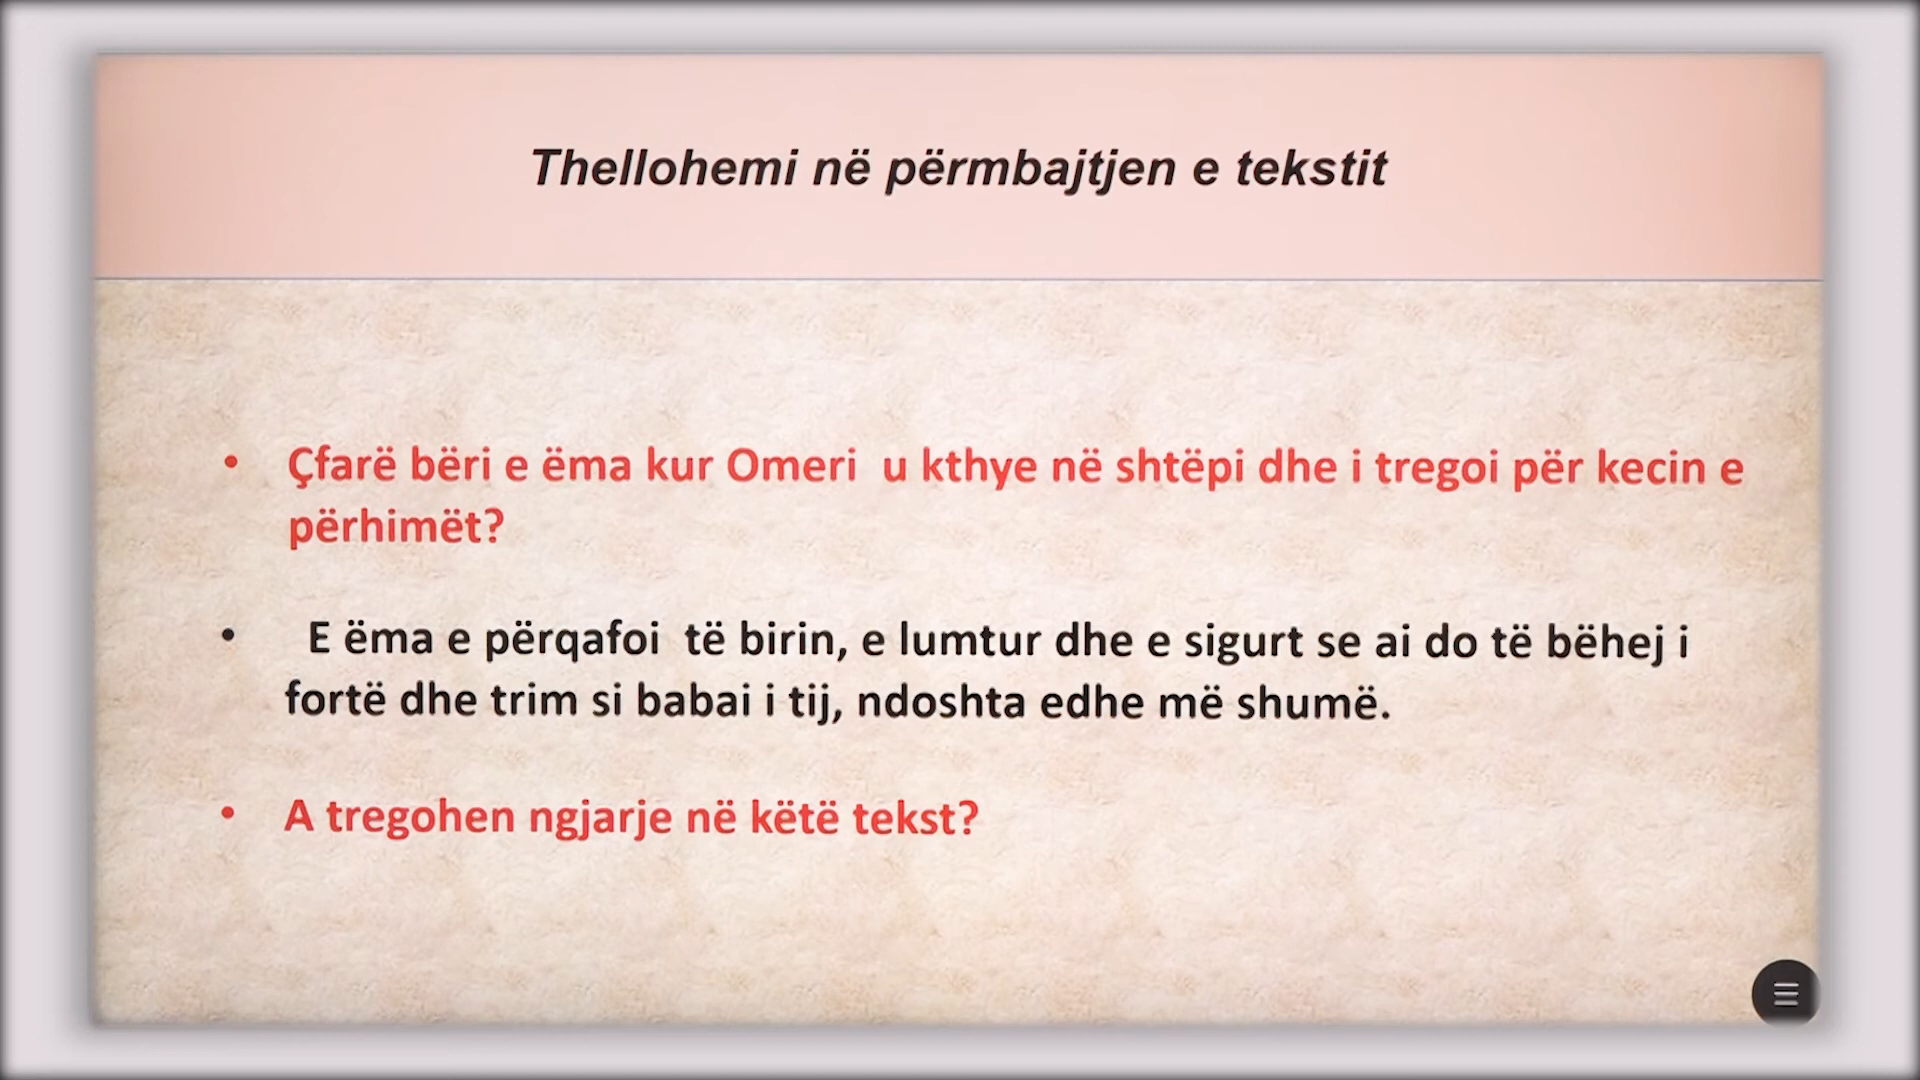 Thellohemi në përmbajtjen e tekstit
• Çfarë bëri e ëma kur Omeri u kthye në shtëpi dhe i tregoi për kecin e
përhimët?
• E ëma e përqafoi të birin, e lumtur dhe e sigurt se ai do të bëhej i
fortë dhe trim si babai i tij, ndoshta edhe më shumë.
• A tregohen ngjarje në këtë tekst?